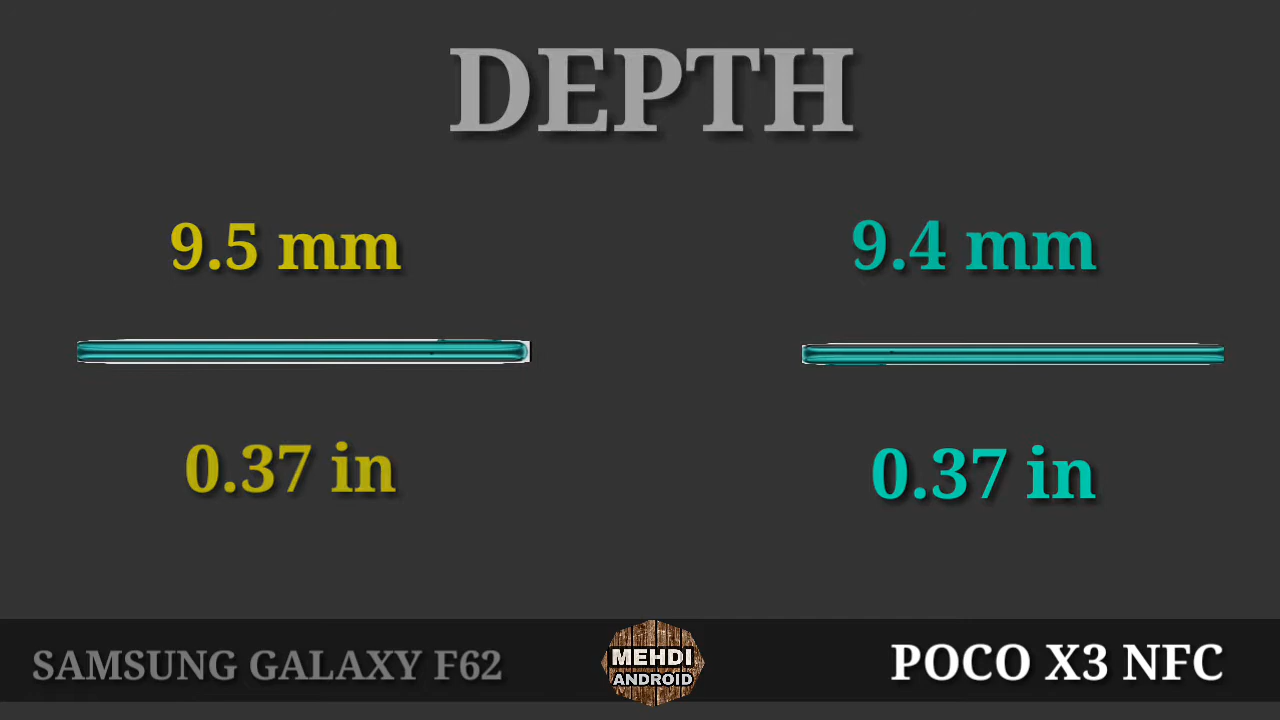 DEPTH
9.5 mm
9.4 mm
0.37 in
0.37 in
SAMSUNG GALAXY F62
MEHDI
ANDROID
POCO X3 NFC